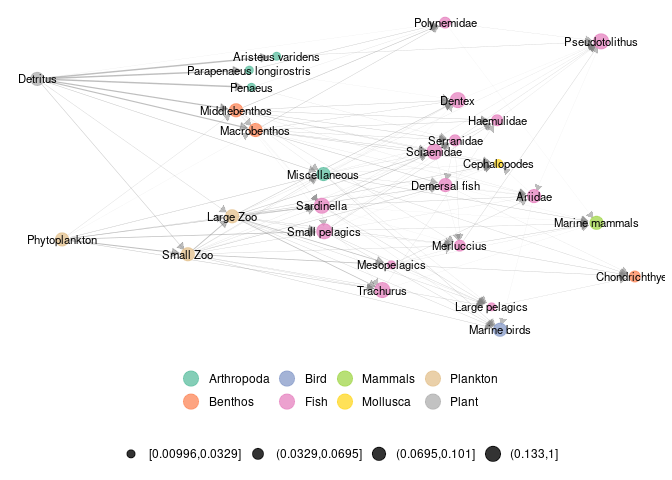 Polynemidae
Pseudotolithus
Aristeus varidens
Parapenaeus longirostris
Detritus
Penaeus
Dentex
Middlebenthos
Haemulidae
Macrobenthos
Serranidae
Sciaenidae
Cephalopodes
Miscellaneous
Demersal fish
Ariidae
Sardinella
Large Zoo
Marine mammals
Small pelagics
Phytoplankton
Merluccius
Small Zoo
Mesopelagics
Chondrichthye
Trachurus
Large pelagics
Marine birds
Arthropoda Bird Mammals Plankton
Benthos Fish Mollusca Plant
[0.00996,0.0329] (0.0329,0.0695] (0.0695,0.101] (0.133,1]